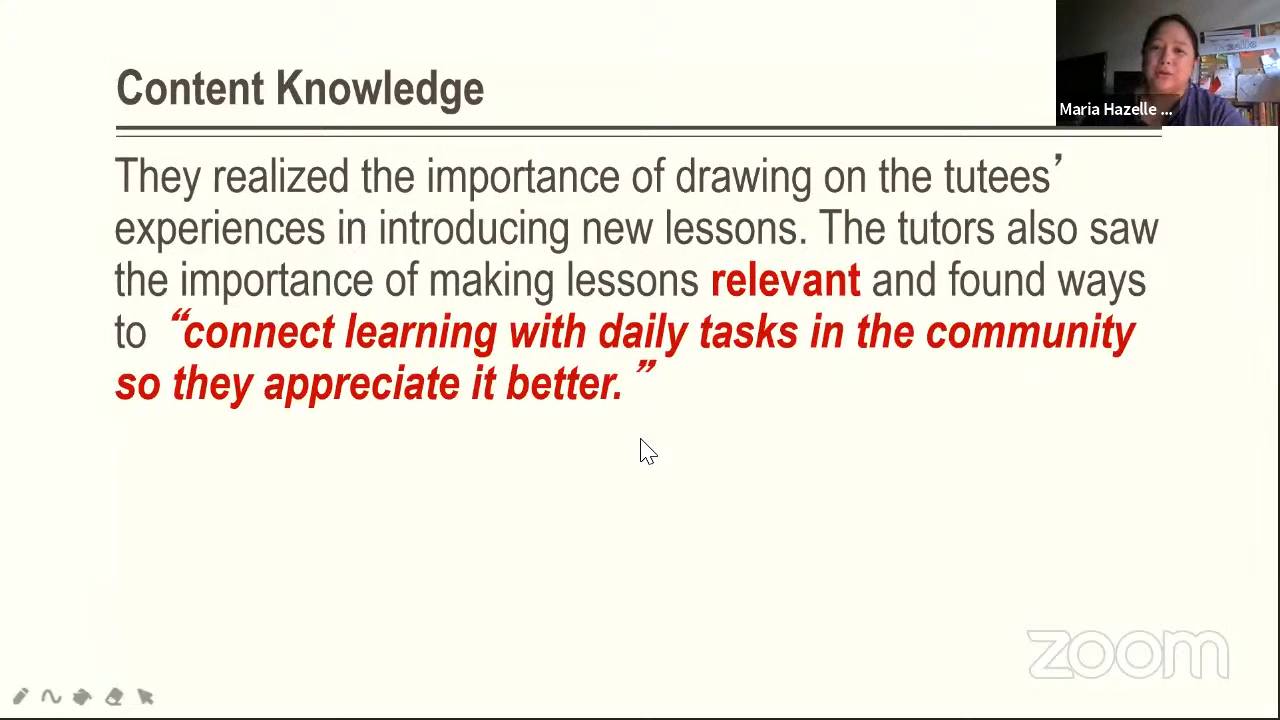 Content Knowledge
Maria Hazelle ...
They realized the importance of drawing on the tutees’
experiences in introducing new lessons. The tutors also saw
the importance of making lessons relevant and found ways
to “connect learning with daily tasks in the community
so they appreciate it better.”
zoom